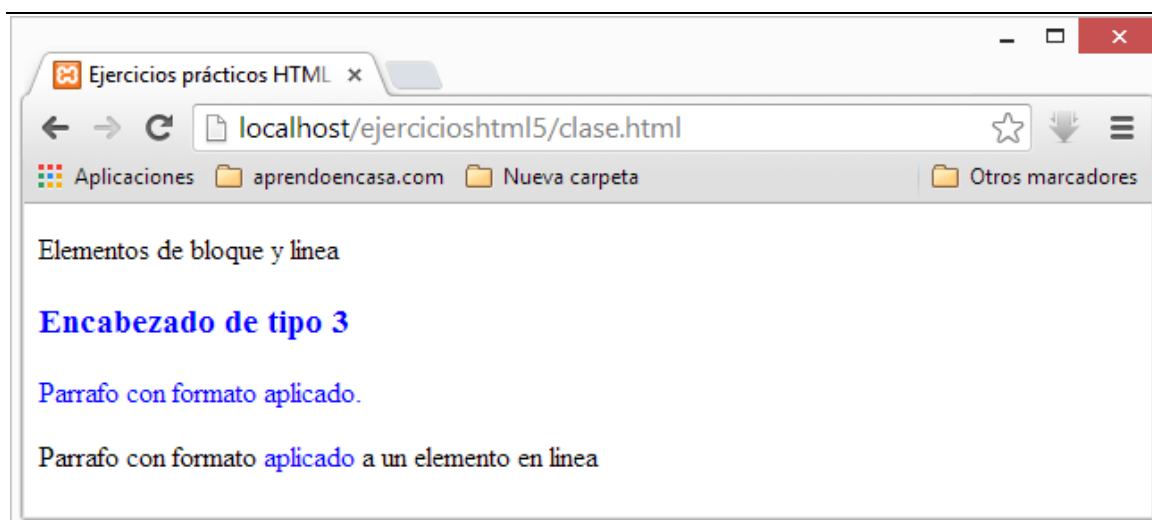 Ejercicios prácticos HTML
localhost/ejercicioshtml5/clase.html
Aplicaciones aprendoencasa.com Nueva carpeta Otros marcadores
Elementos de bloque y linea
Encabezado de tipo 3
Parrafo con formato aplicado.
Parrafo con formato aplicado a un elemento en linea